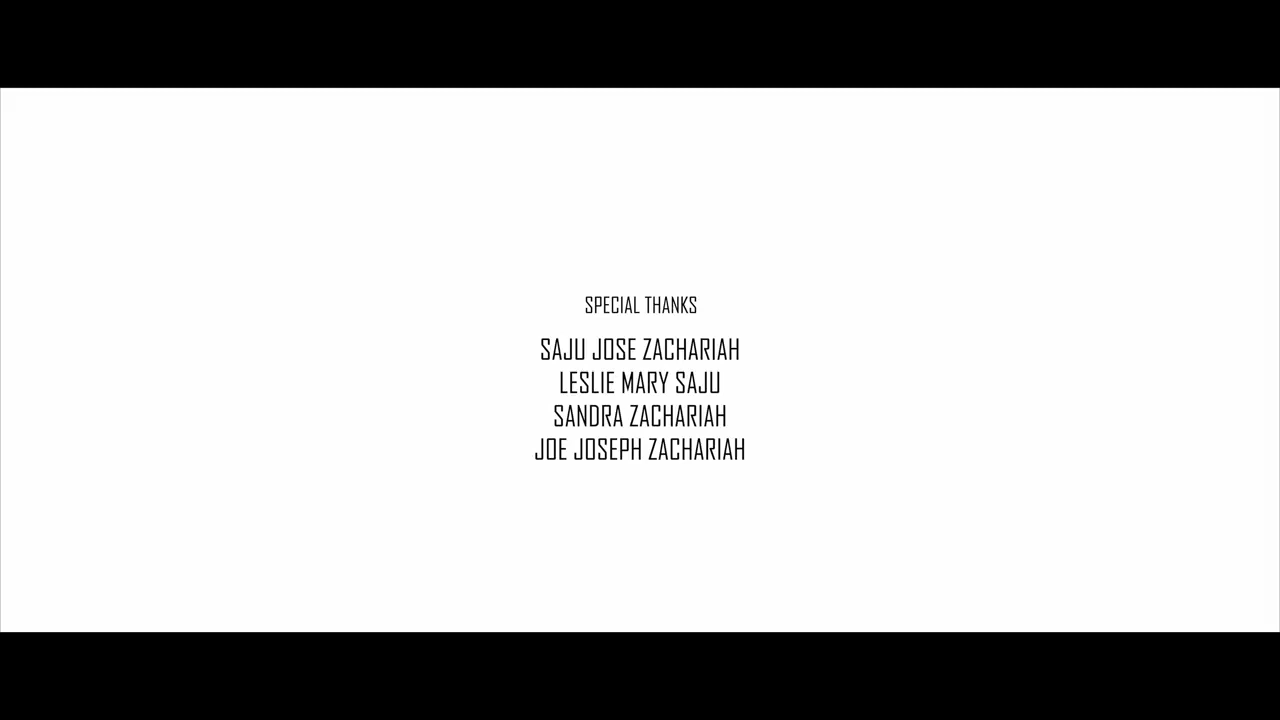 SPECIAL THANKS
SAJU JOSE ZACHARIAH
LESLIE MARY SAJU
SANDRA ZACHARIAH
JOE JOSEPH ZACHARIAH